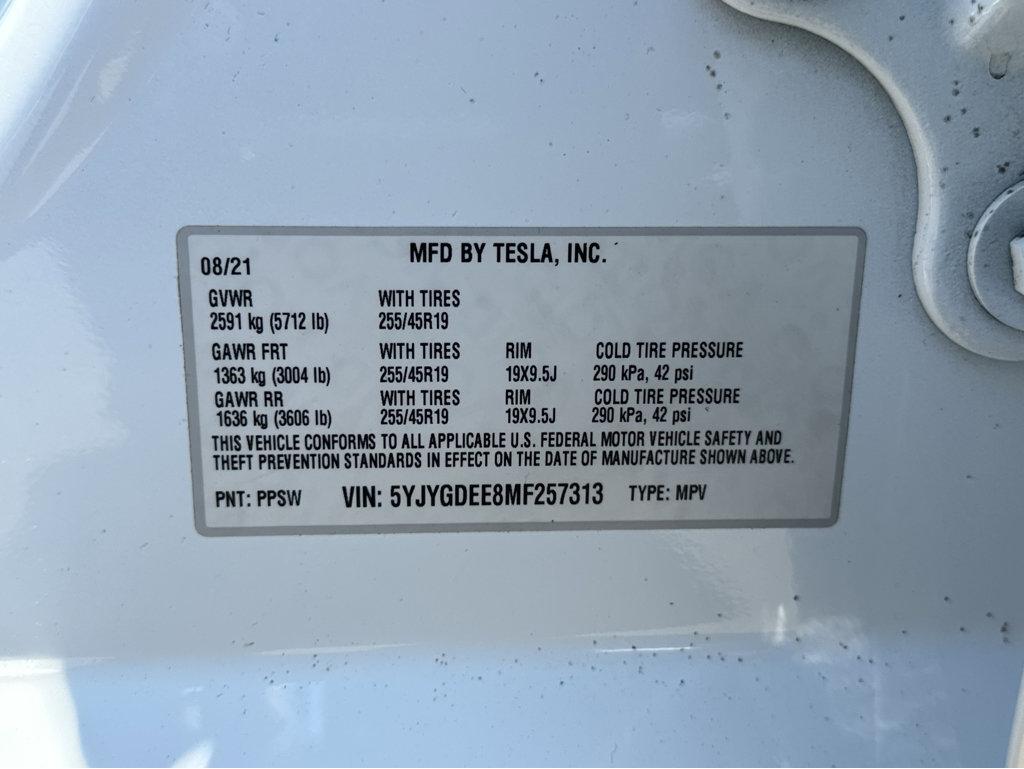 MFD BY TESLA, INC.
08/21
GVWR WITH TIRES
2591 kg (5712 lb) 255/45R19
GAWR FRT WITH TIRES RIM COLD TIRE PRESSURE
1363 kg (3004 lb) 255/45R19 19X9.5J 290 kPa, 42 psi
GAWR RR WITH TIRES RIM COLD TIRE PRESSURE
1636 kg (3606 lb) 255/45R19 19X9.5J 290 kPa, 42 psi
THIS VEHICLE CONFORMS TO ALL APPLICABLE U.S. FEDERAL MOTOR VEHICLE SAFETY AND
THEFT PREVENTION STANDARDS IN EFFECT ON THE DATE OF MANUFACTURE SHOWN ABOVE.
PNT: PPSW VIN: 5YJYGDEE8MF257313 TYPE: MPV